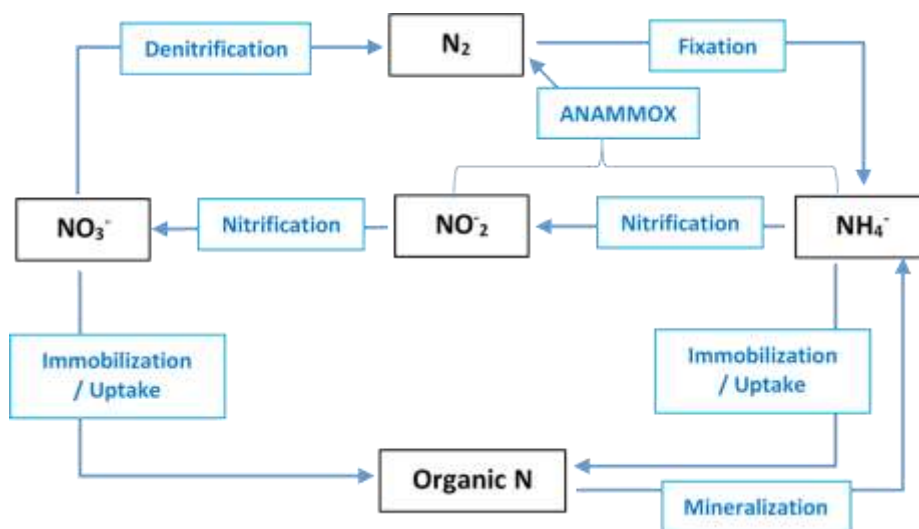 Denitrification
N₂
Fixation
ANAMMOX
NO₃⁻
Nitrification
NO⁻₂
Nitrification
NH₄⁻
Immobilization
/ Uptake
Immobilization
/ Uptake
Organic N
Mineralization